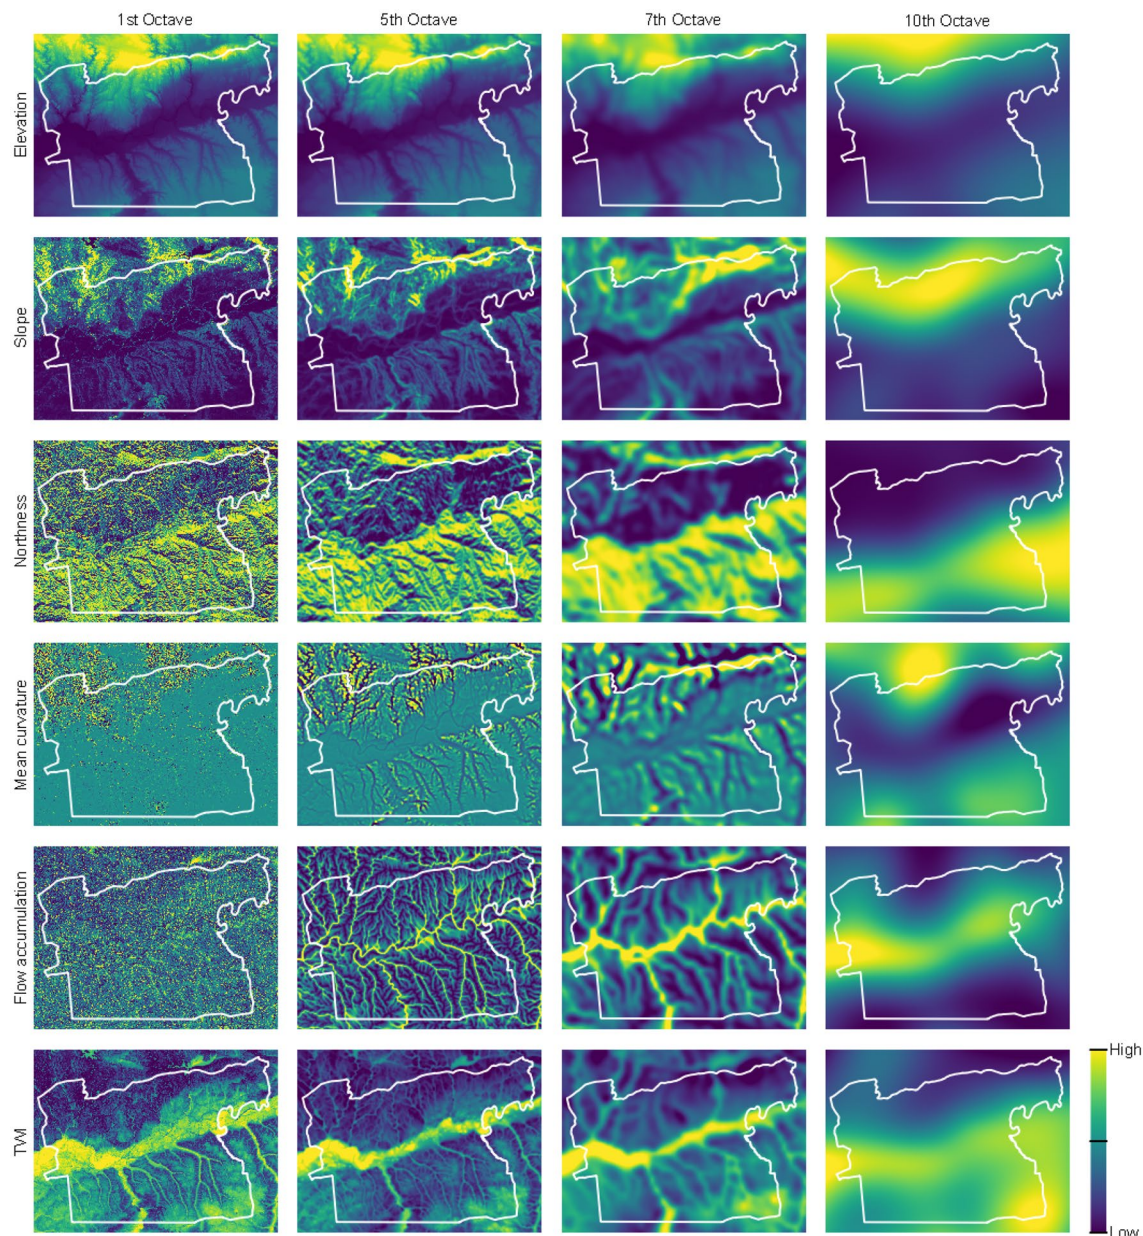 1st Octave 5th Octave 7th Octave 10th Octave
Elevation
Slope
Northness
Mean curvature
Flow accumulation
TWI
High
Low